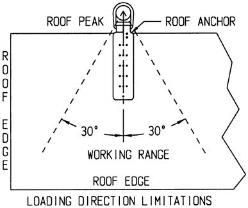 ROOF PEAK
ROOF ANCHOR
ROOF EDGE
30°
30°
WORKING RANGE
ROOF EDGE
LOADING DIRECTION LIMITATIONS